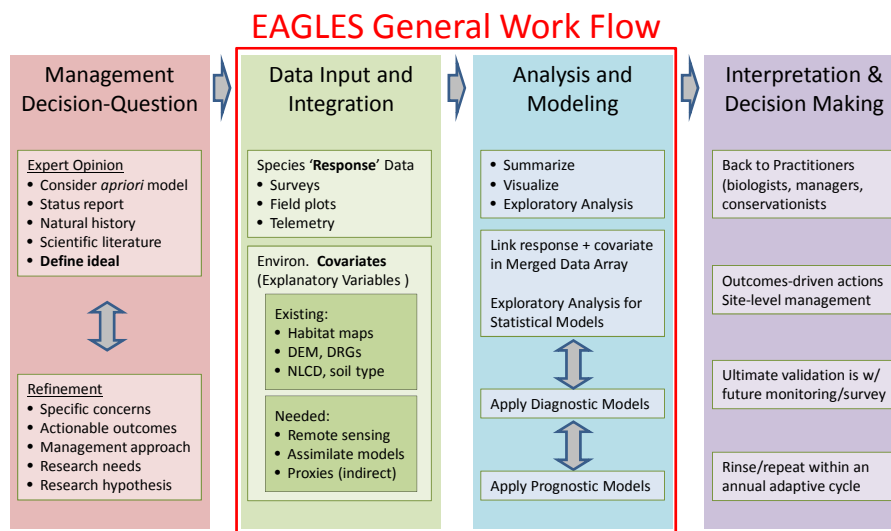 EAGLES General Work Flow
Management
Decision-Question
Expert Opinion
• Consider apriori model
• Status report
• Natural history
• Scientific literature
• Define ideal
Refinement
• Specific concerns
• Actionable outcomes
• Management approach
• Research needs
• Research hypothesis
Data Input and
Integration
Species ‘Response’ Data
• Surveys
• Field plots
• Telemetry
Environ. Covariates
(Explanatory Variables )
Existing:
• Habitat maps
• DEM, DRGs
• NLCD, soil type
Needed:
• Remote sensing
• Assimilate models
• Proxies (indirect)
Analysis and
Modeling
• Summarize
• Visualize
• Exploratory Analysis
Link response + covariate
in Merged Data Array
Exploratory Analysis for
Statistical Models
Apply Diagnostic Models
Apply Prognostic Models
Interpretation &
Decision Making
Back to Practitioners
(biologists, managers,
conservationists
Outcomes-driven actions
Site-level management
Ultimate validation is w/
future monitoring/survey
Rinse/repeat within an
annual adaptive cycle